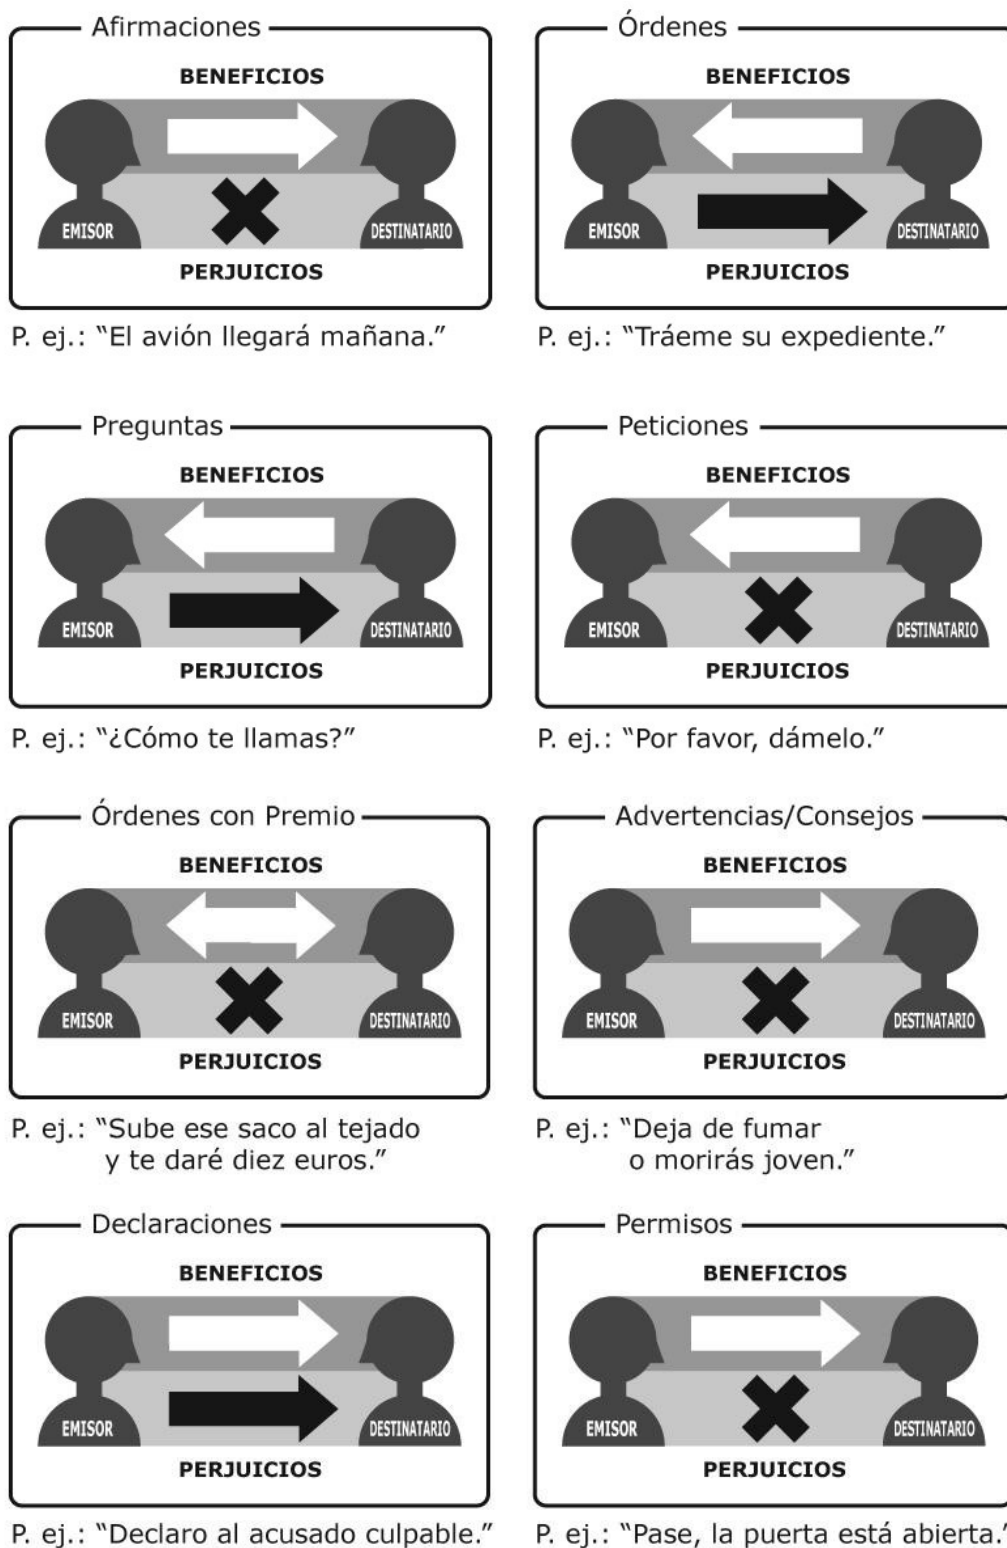 Afirmaciones
BENEFICIOS
EMISOR
DESTINATARIO
PERJUICIOS
P. ej.: “El avión llegará mañana.”
Órdenes
BENEFICIOS
EMISOR
DESTINATARIO
PERJUICIOS
P. ej.: “Tráeme su expediente.”
Preguntas
BENEFICIOS
EMISOR
DESTINATARIO
PERJUICIOS
P. ej.: “¿Cómo te llamas?”
Peticiones
BENEFICIOS
EMISOR
DESTINATARIO
PERJUICIOS
P. ej.: “Por favor, dámelo.”
Órdenes con Premio
BENEFICIOS
EMISOR
DESTINATARIO
PERJUICIOS
P. ej.: “Sube ese saco al tejado
y te daré diez euros.”
Advertencias/Consejos
BENEFICIOS
EMISOR
DESTINATARIO
PERJUICIOS
P. ej.: “Deja de fumar
o morirás joven.”
Declaraciones
BENEFICIOS
EMISOR
DESTINATARIO
PERJUICIOS
P. ej.: “Declaro al acusado culpable.”
Permisos
BENEFICIOS
EMISOR
DESTINATARIO
PERJUICIOS
P. ej.: “Pase, la puerta está abierta.”